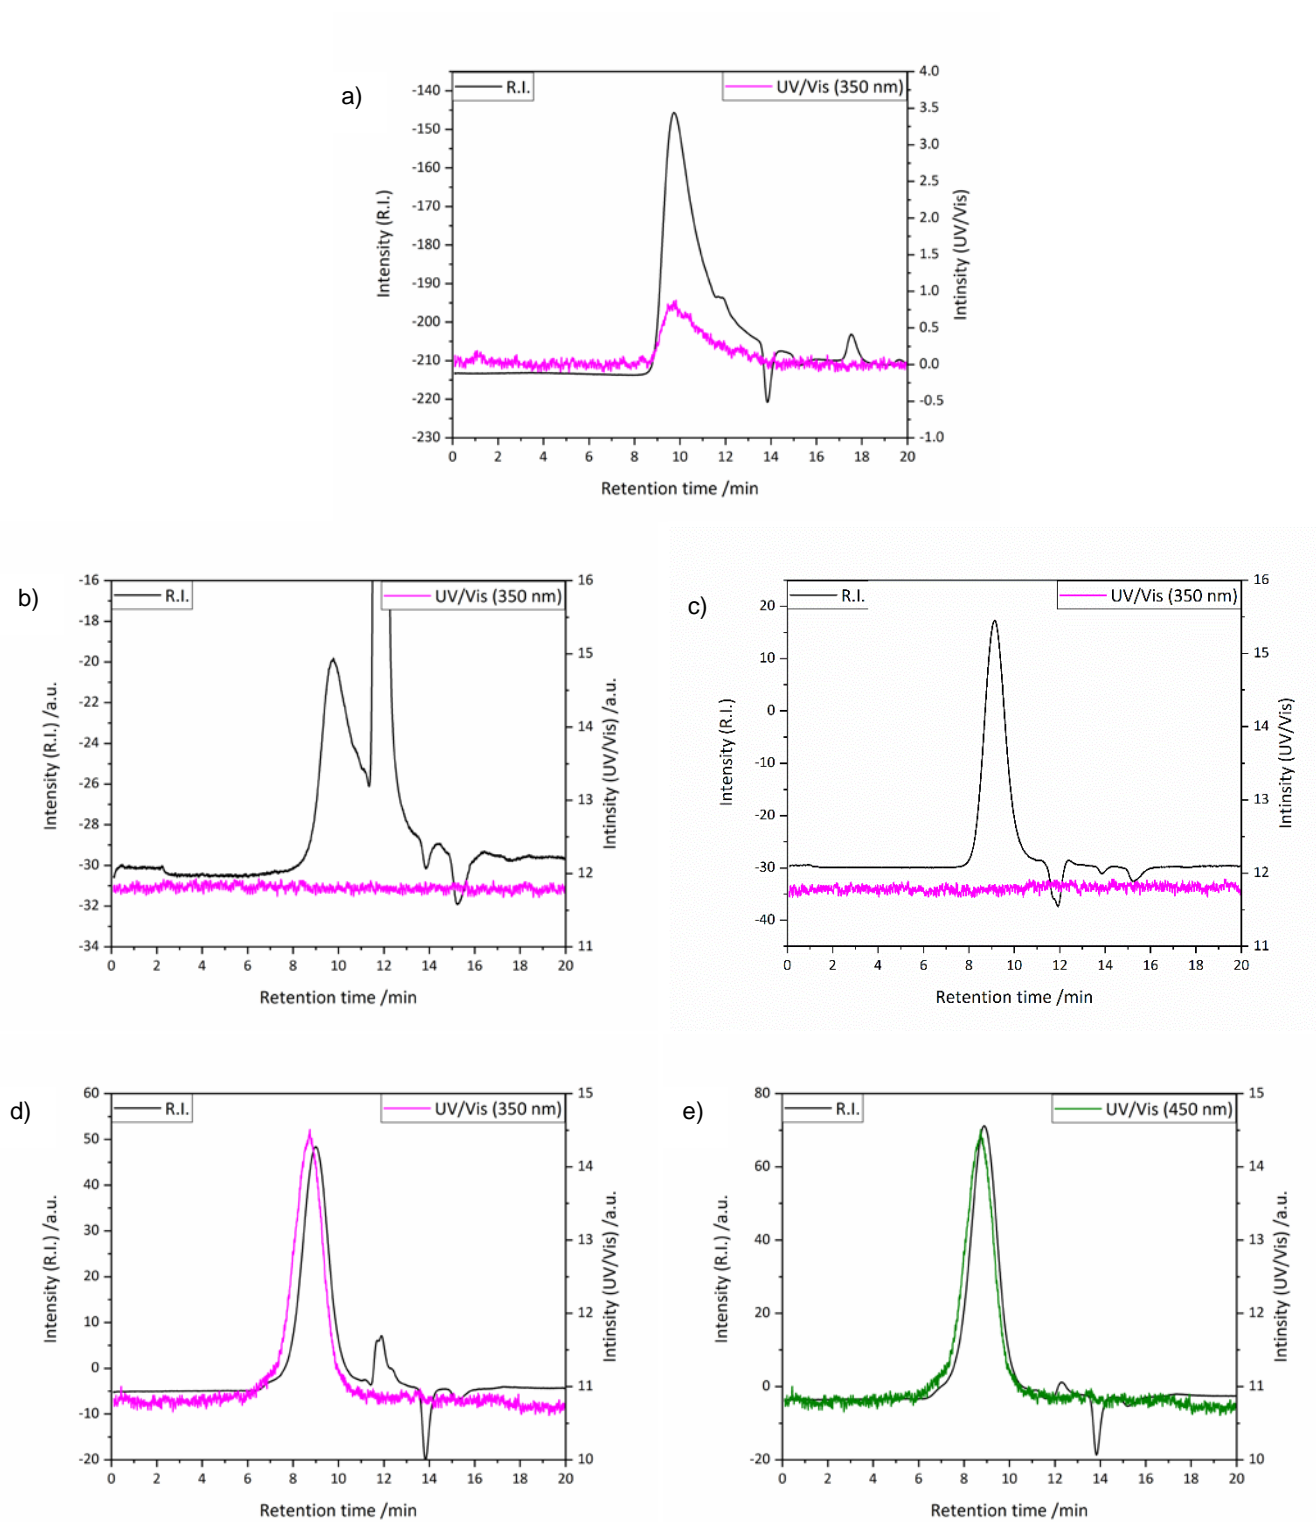 a)
R.I.
UV/Vis (350 nm)
Intensity (R.I.)
-140
-150
-160
-170
-180
-190
-200
-210
-220
-230
4.0
3.5
3.0
2.5
2.0
1.5
1.0
0.5
0.0
-0.5
-1.0
Intinsity (UV/Vis)
0 2 4 6 8 10 12 14 16 18 20
Retention time /min
b)
R.I.
UV/Vis (350 nm)
Intensity (R.I.) /a.u.
-16
-18
-20
-22
-24
-26
-28
-30
-32
-34
16
15
14
13
12
11
Intinsity (UV/Vis) /a.u.
0 2 4 6 8 10 12 14 16 18 20
Retention time /min
c)
R.I.
UV/Vis (350 nm)
Intensity (R.I.)
20
10
0
-10
-20
-30
-40
16
15
14
13
12
11
Intinsity (UV/Vis)
0 2 4 6 8 10 12 14 16 18 20
Retention time /min
d)
R.I.
UV/Vis (350 nm)
Intensity (R.I.) /a.u.
60
50
40
30
20
10
0
-10
-20
15
14
13
12
11
10
Intinsity (UV/Vis) /a.u.
0 2 4 6 8 10 12 14 16 18 20
Retention time /min
e)
R.I.
UV/Vis (450 nm)
Intensity (R.I.) /a.u.
80
60
40
20
0
-20
15
14
13
12
11
10
Intinsity (UV/Vis) /a.u.
0 2 4 6 8 10 12 14 16 18 20
Retention time /min